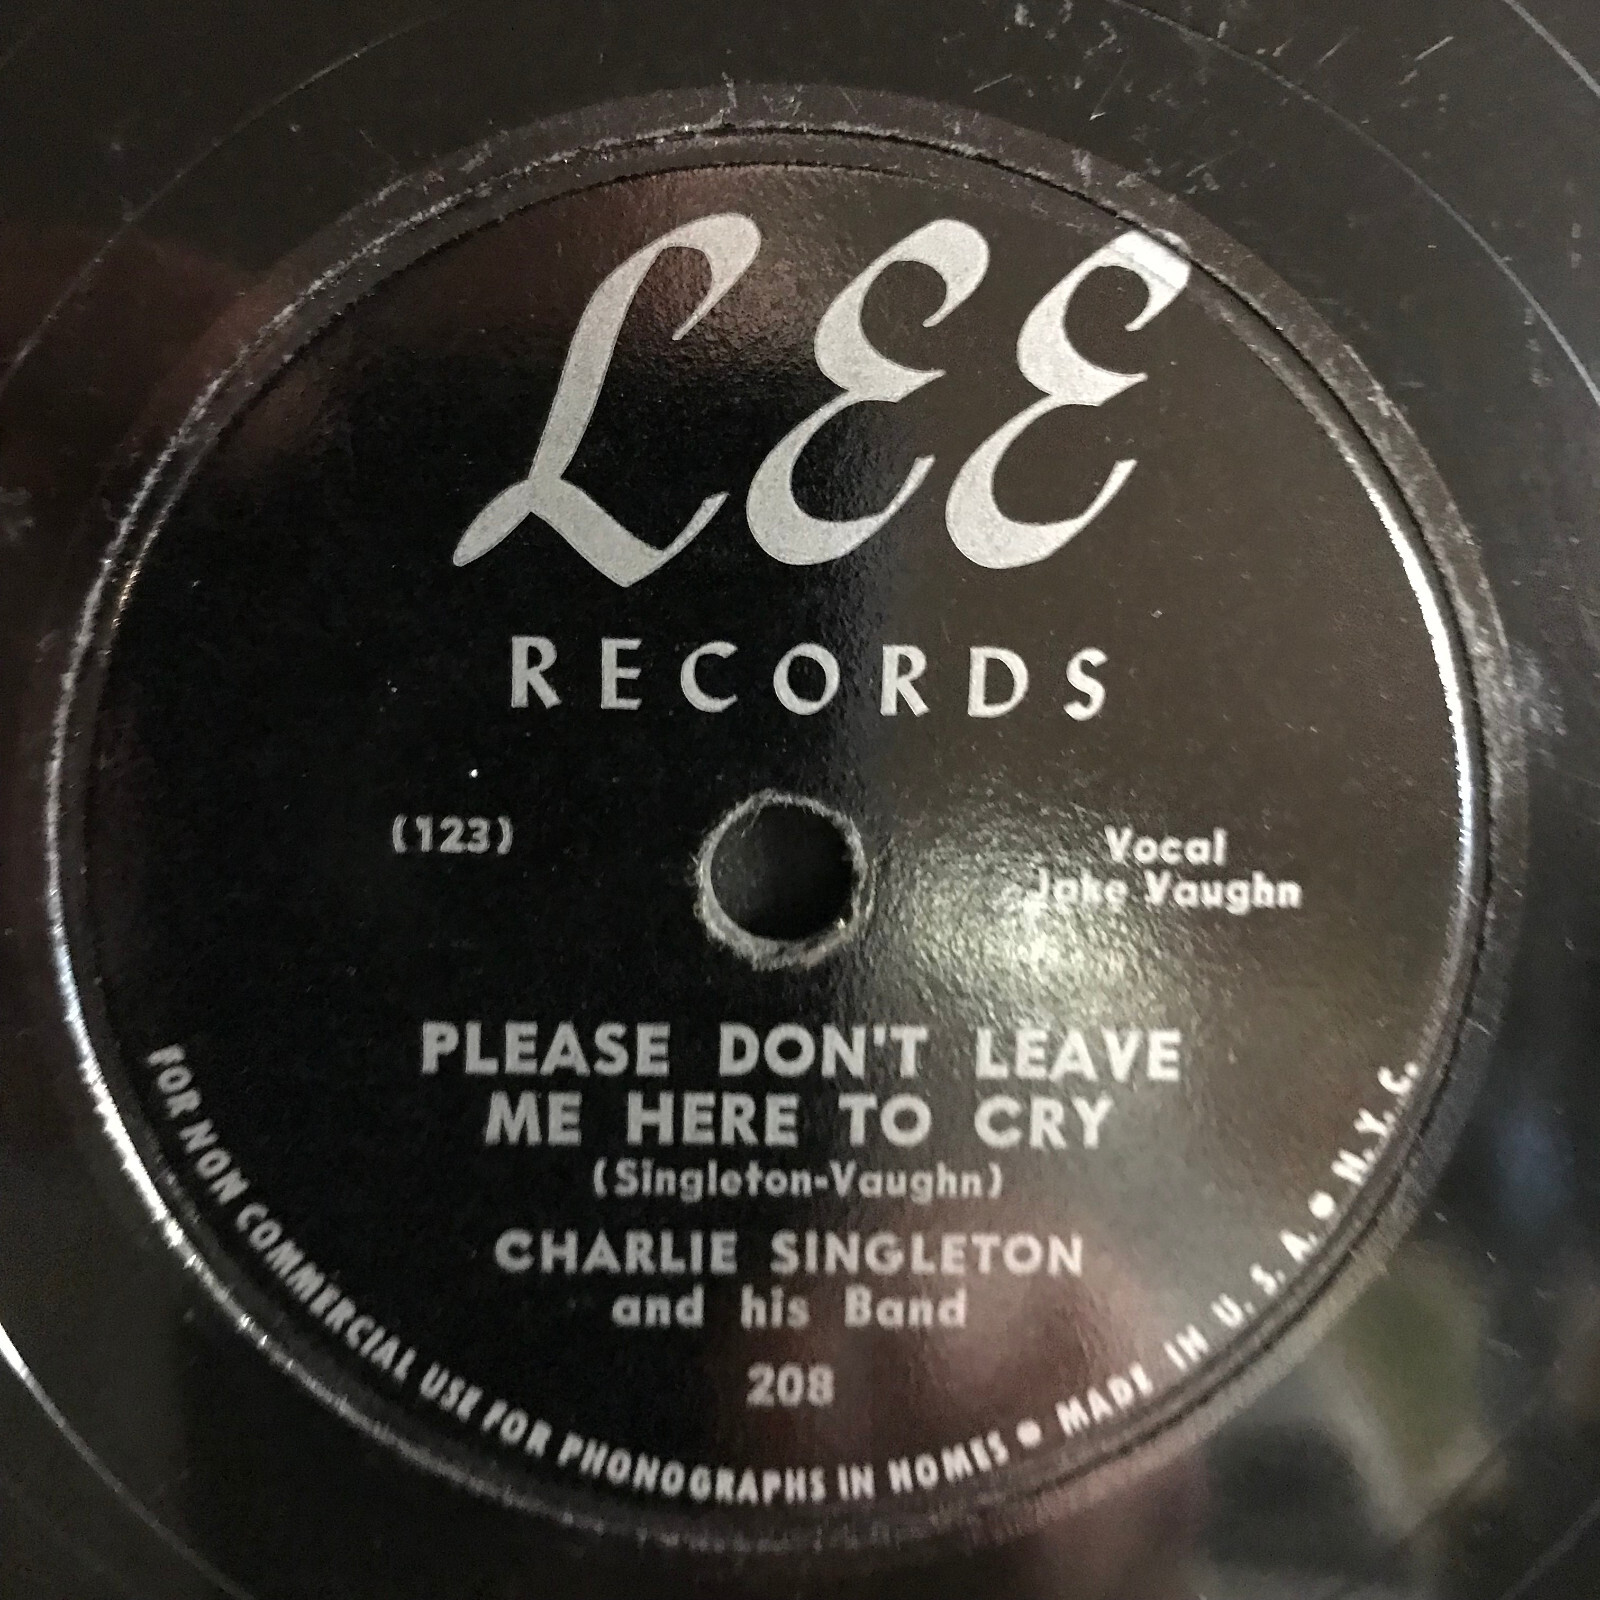 LEE
RECORDS
(123)
Vocal
Jake Vaughn
PLEASE DON'T LEAVE
ME HERE TO CRY
(Singleton-Vaughn)
CHARLIE SINGLETON
and his Band
208
FOR NON COMMERCIAL USE FOR PHONOGRAPHS IN HOMES ● MADE IN U. S. A. ● N. Y. C.